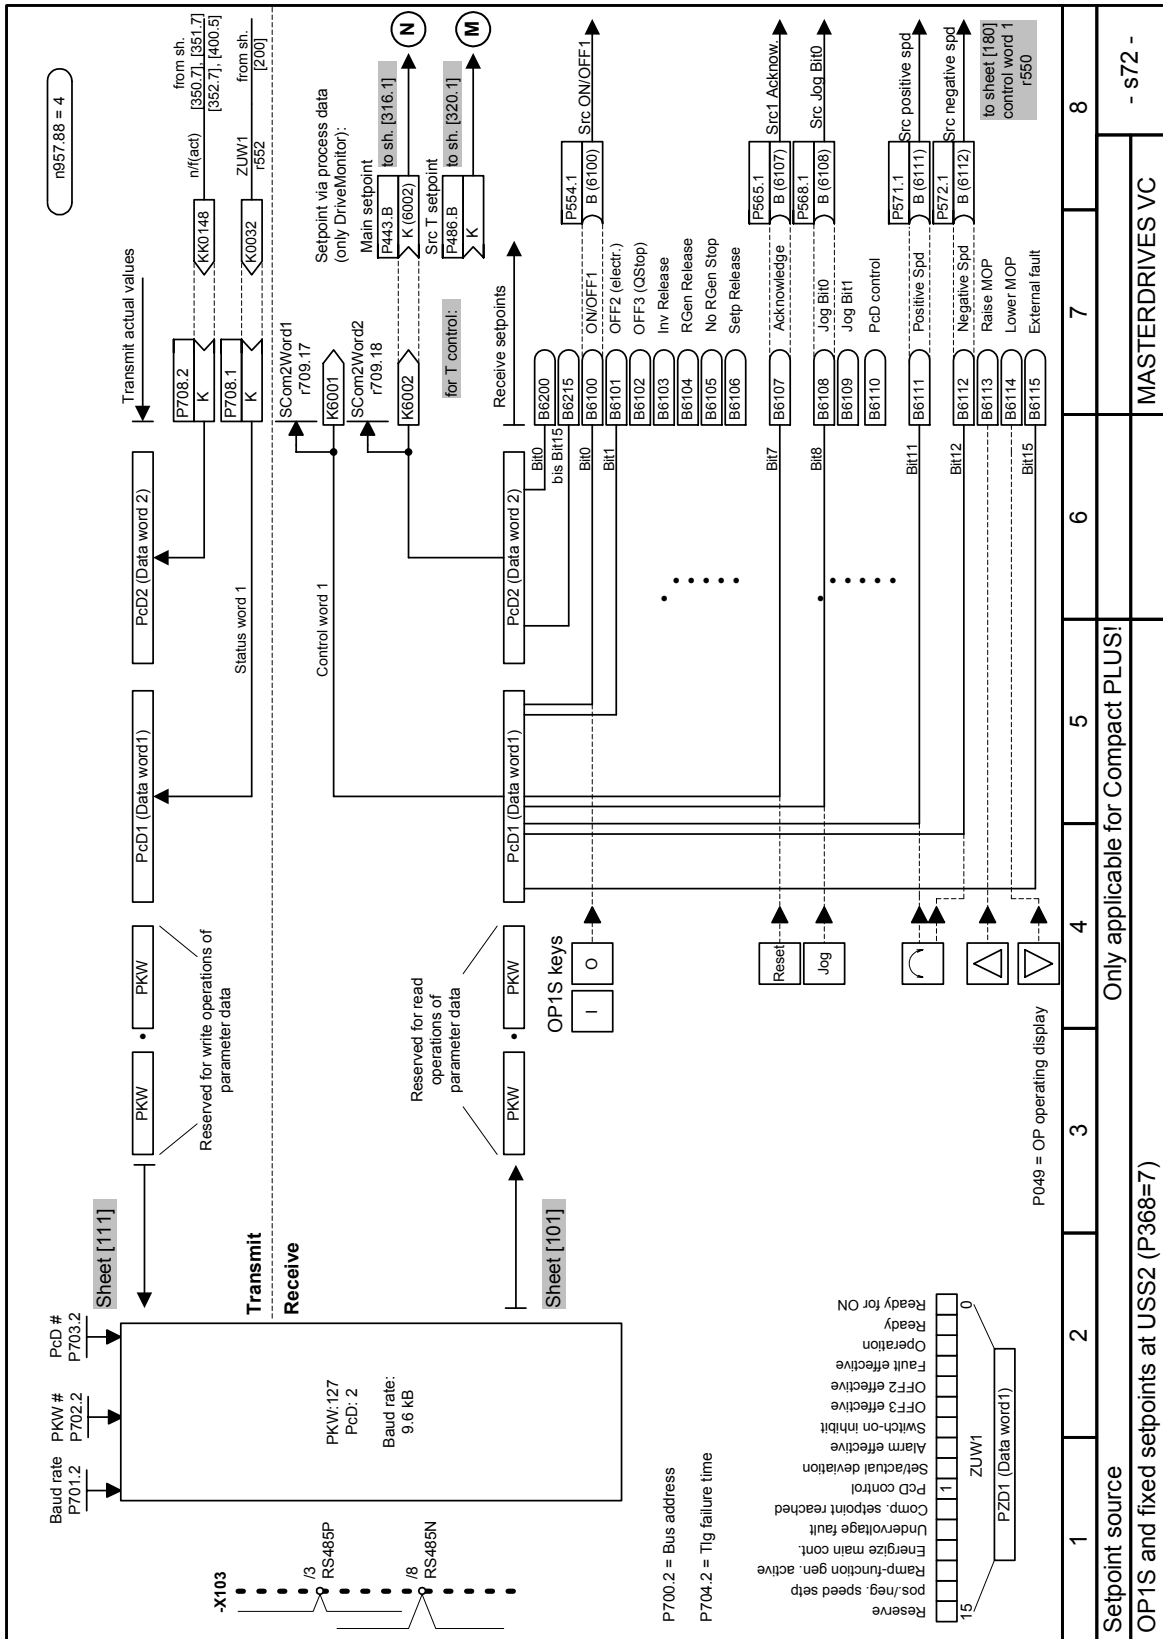 n957.88 = 4
Baud rate
P701.2
PKW #
P702.2
PcD #
P703.2
-X103
/3
RS485P
/8
RS485N
PKW:127
PcD: 2
Baud rate:
9.6 kB
Sheet [111]
Transmit
Receive
Sheet [101]
PKW
PKW
Reserved for write operations of
parameter data
PcD1 (Data word1)
PcD2 (Data word 2)
Transmit actual values
Status word 1
P708.2
K
KK0148
n/f(act)
from sh.
[350.7], [351.7]
[352.7], [400.5]
P708.1
K
K0032
ZUW1
r552
from sh.
[200]
Control word 1
SCom2Word1
r709.17
K6001
SCom2Word2
r709.18
K6002
Setpoint via process data
(only DriveMonitor):
Main setpoint
P443.B
K (6002)
to sh. [316.1]
N
for T control:
Src T setpoint
P486.B
K
to sh. [320.1]
M
PKW
PKW
Reserved for read
operations of
parameter data
PcD1 (Data word1)
PcD2 (Data word 2)
Receive setpoints
OP1S keys
I
O
Reset
Jog
Bit0
bis Bit15
Bit0
Bit1
Bit7
Bit8
Bit11
Bit12
Bit15
B6200
B6215
B6100
ON/OFF1
B6101
OFF2 (electr.)
B6102
OFF3 (QStop)
B6103
Inv Release
B6104
RGen Release
B6105
No RGen Stop
B6106
Setp Release
B6107
Acknowledge
B6108
Jog Bit0
B6109
Jog Bit1
B6110
PcD control
B6111
Positive Spd
B6112
Negative Spd
B6113
Raise MOP
B6114
Lower MOP
B6115
External fault
P554.1
B (6100)
Src ON/OFF1
P565.1
B (6107)
Src1 Acknow.
P568.1
B (6108)
Src Jog Bit0
P571.1
B (6111)
Src positive spd
P572.1
B (6112)
Src negative spd
to sheet [180]
control word 1
r550
P700.2 = Bus address
P704.2 = Tlg failure time
Reserve
pos./neg. speed setp
Ramp-function gen. active
Energize main cont.
Undervoltage fault
Comp. setpoint reached
PcD control
Set/actual deviation
Alarm effective
Switch-on inhibit
OFF3 effective
OFF2 effective
Fault effective
Operation
Ready
Ready for ON
1
15
ZUW1
0
PZD1 (Data word1)
P049 = OP operating display
1
2
3
4
5
6
7
8
Setpoint source
Only applicable for Compact PLUS!
- s72 -
OP1S and fixed setpoints at USS2 (P368=7)
MASTERDRIVES VC